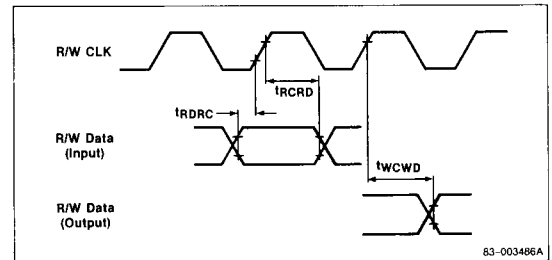 R/W CLK
tRCRD
tRDRC
R/W Data
(Input)
tWCWD
R/W Data
(Output)
83-003486A